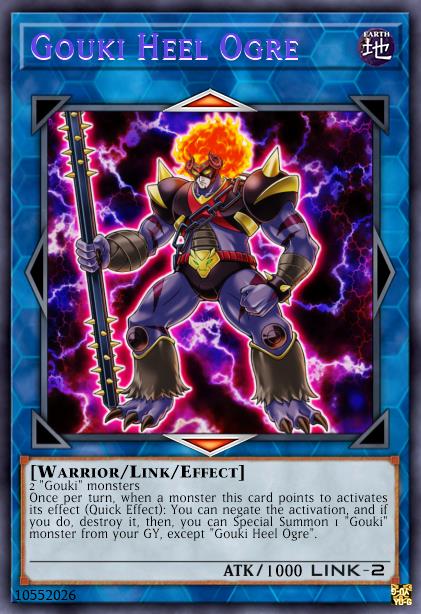 Gouki Heel Ogre
EARTH
地
[Warrior/Link/Effect]
2 "Gouki" monsters
Once per turn, when a monster this card points to activates
its effect (Quick Effect): You can negate the activation, and if
you do, destroy it, then, you can Special Summon 1 "Gouki"
monster from your GY, except "Gouki Heel Ogre".
ATK/1000 LINK-2
10552026